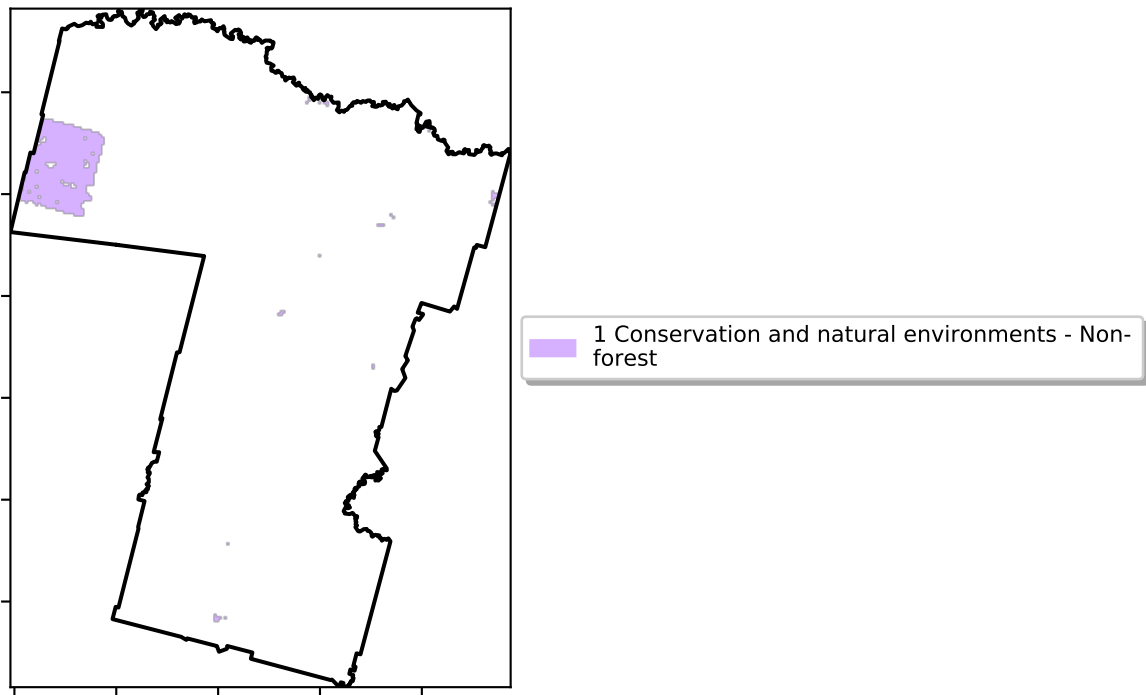 1 Conservation and natural environments - Non-
forest